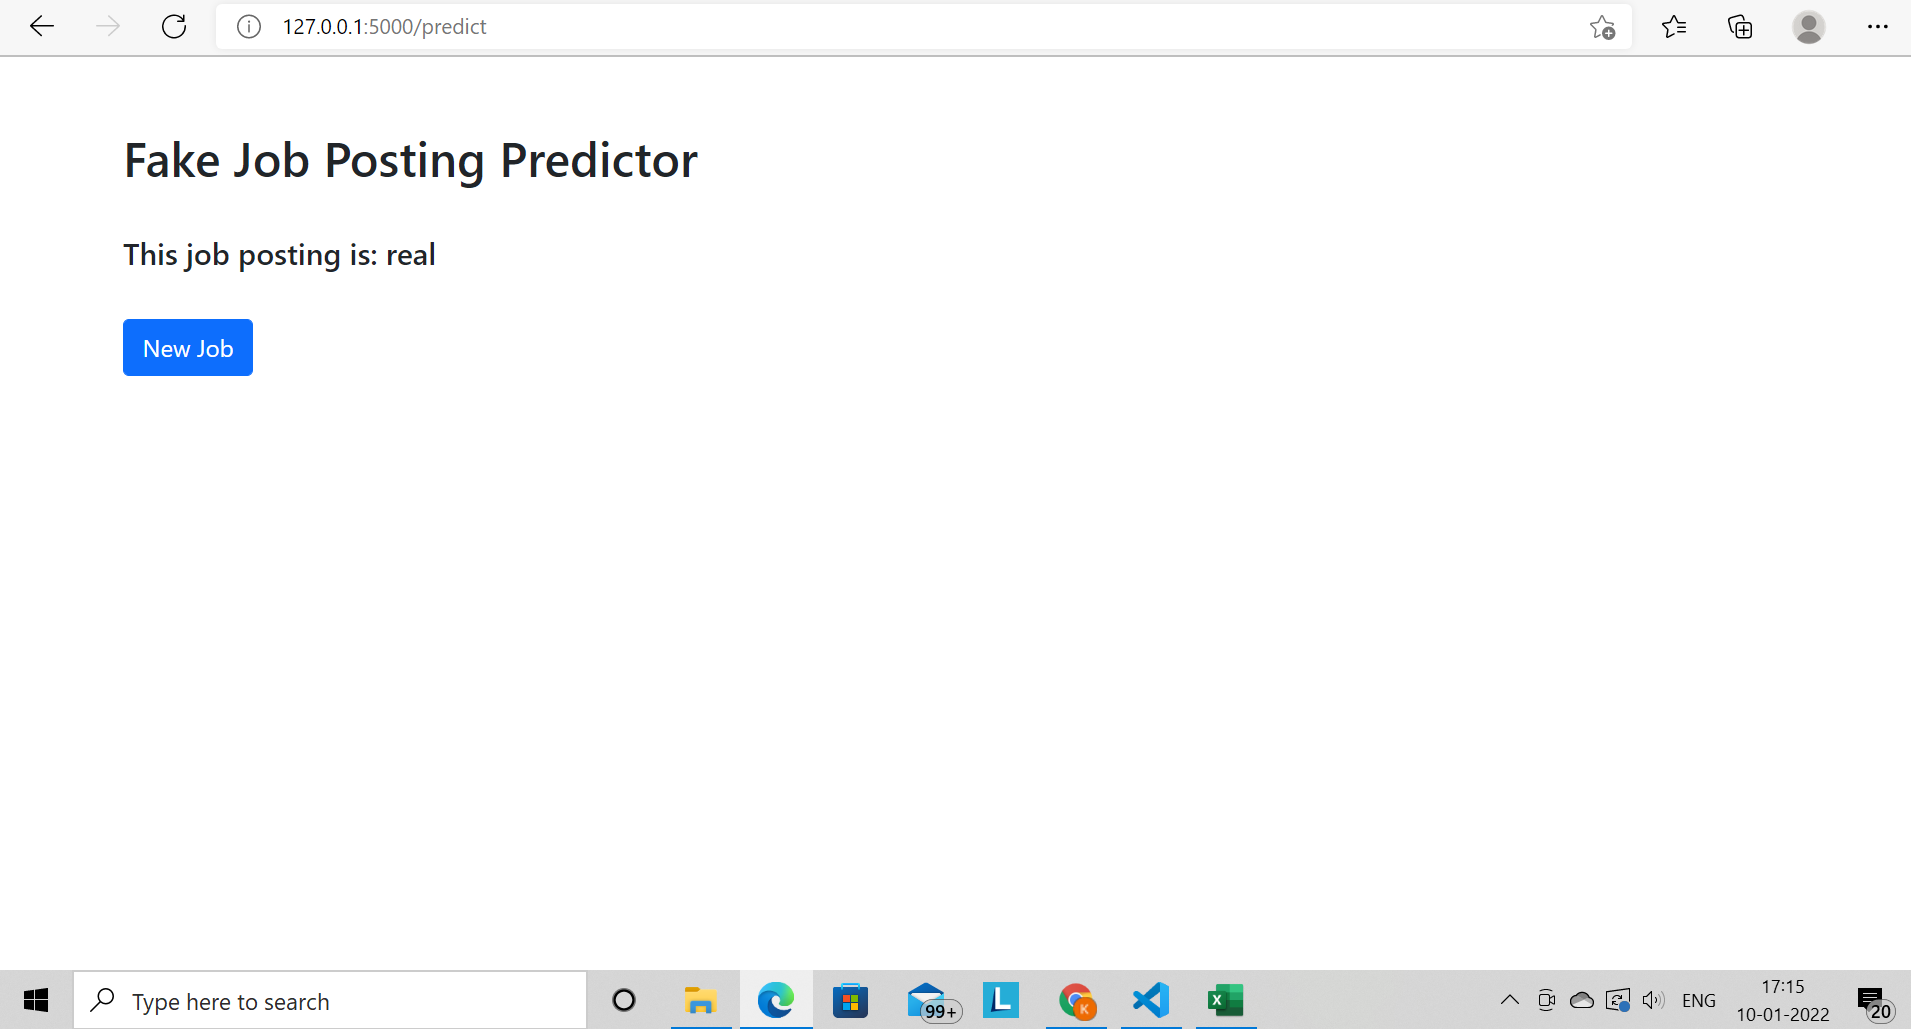 127.0.0.1:5000/predict
Fake Job Posting Predictor
This job posting is: real
New Job
Type here to search
99+
L
K
X
ENG
17:15
10-01-2022
20